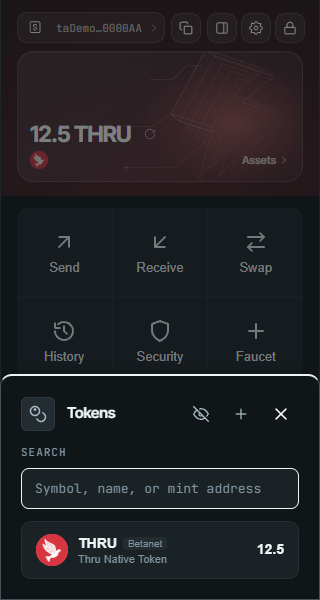 taDemo…0000AA
12.5 THRU
Assets
Send
Receive
Swap
History
Security
Faucet
Tokens
SEARCH
Symbol, name, or mint address
THRU Betanet
Thru Native Token
12.5